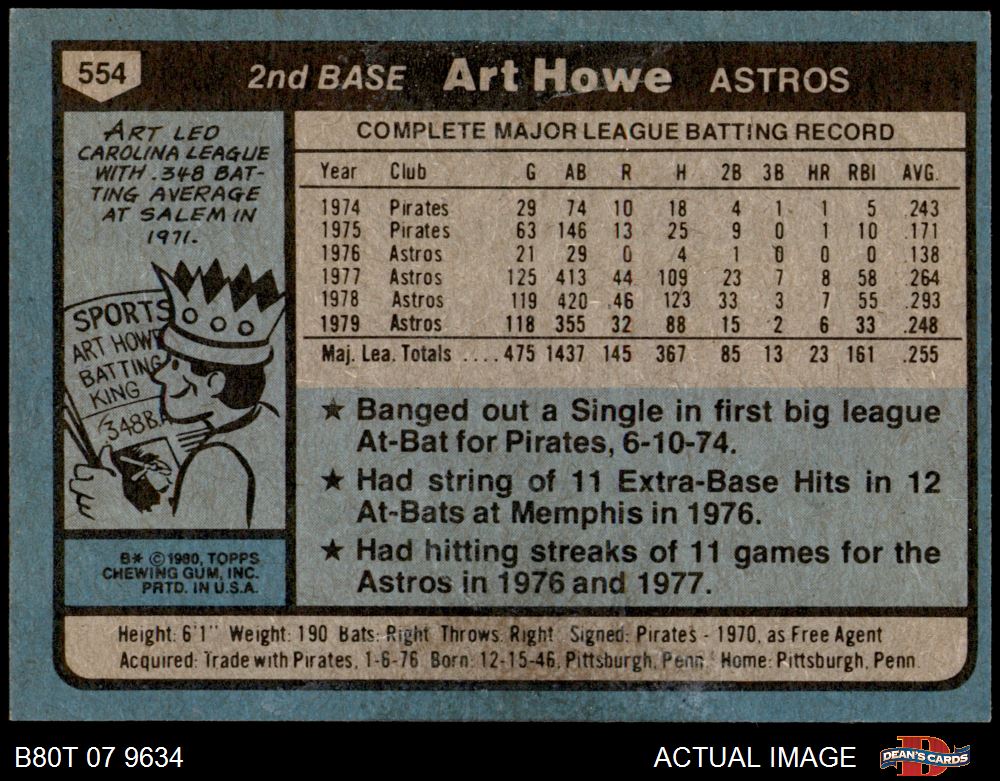 554
2nd BASE Art Howe ASTROS
ART LED
CAROLINA LEAGUE
WITH .348 BAT-
TING AVERAGE
AT SALEM IN
1971.
SPORTS
ART HOWE
BATTING
KING
.348 B.A.
B* © 1980, TOPPS
CHEWING GUM, INC.
PRTD. IN U.S.A.
COMPLETE MAJOR LEAGUE BATTING RECORD
Year Club G AB R H 2B 3B HR RBI AVG.
1974 Pirates 29 74 10 18 4 1 1 5 .243
1975 Pirates 63 146 13 25 9 0 1 10 .171
1976 Astros 21 29 0 4 1 0 0 0 .138
1977 Astros 125 413 44 109 23 7 8 58 .264
1978 Astros 119 420 46 123 33 3 7 55 .293
1979 Astros 118 355 32 88 15 2 6 33 .248
Maj. Lea. Totals .... 475 1437 145 367 85 13 23 161 .255
★ Banged out a Single in first big league
At-Bat for Pirates, 6-10-74.
★ Had string of 11 Extra-Base Hits in 12
At-Bats at Memphis in 1976.
★ Had hitting streaks of 11 games for the
Astros in 1976 and 1977.
Height: 6'1" Weight: 190 Bats: Right Throws: Right Signed: Pirates - 1970, as Free Agent
Acquired: Trade with Pirates, 1-6-76 Born: 12-15-46, Pittsburgh, Penn. Home: Pittsburgh, Penn.
B80T 07 9634
ACTUAL IMAGE
DEAN'S CARDS